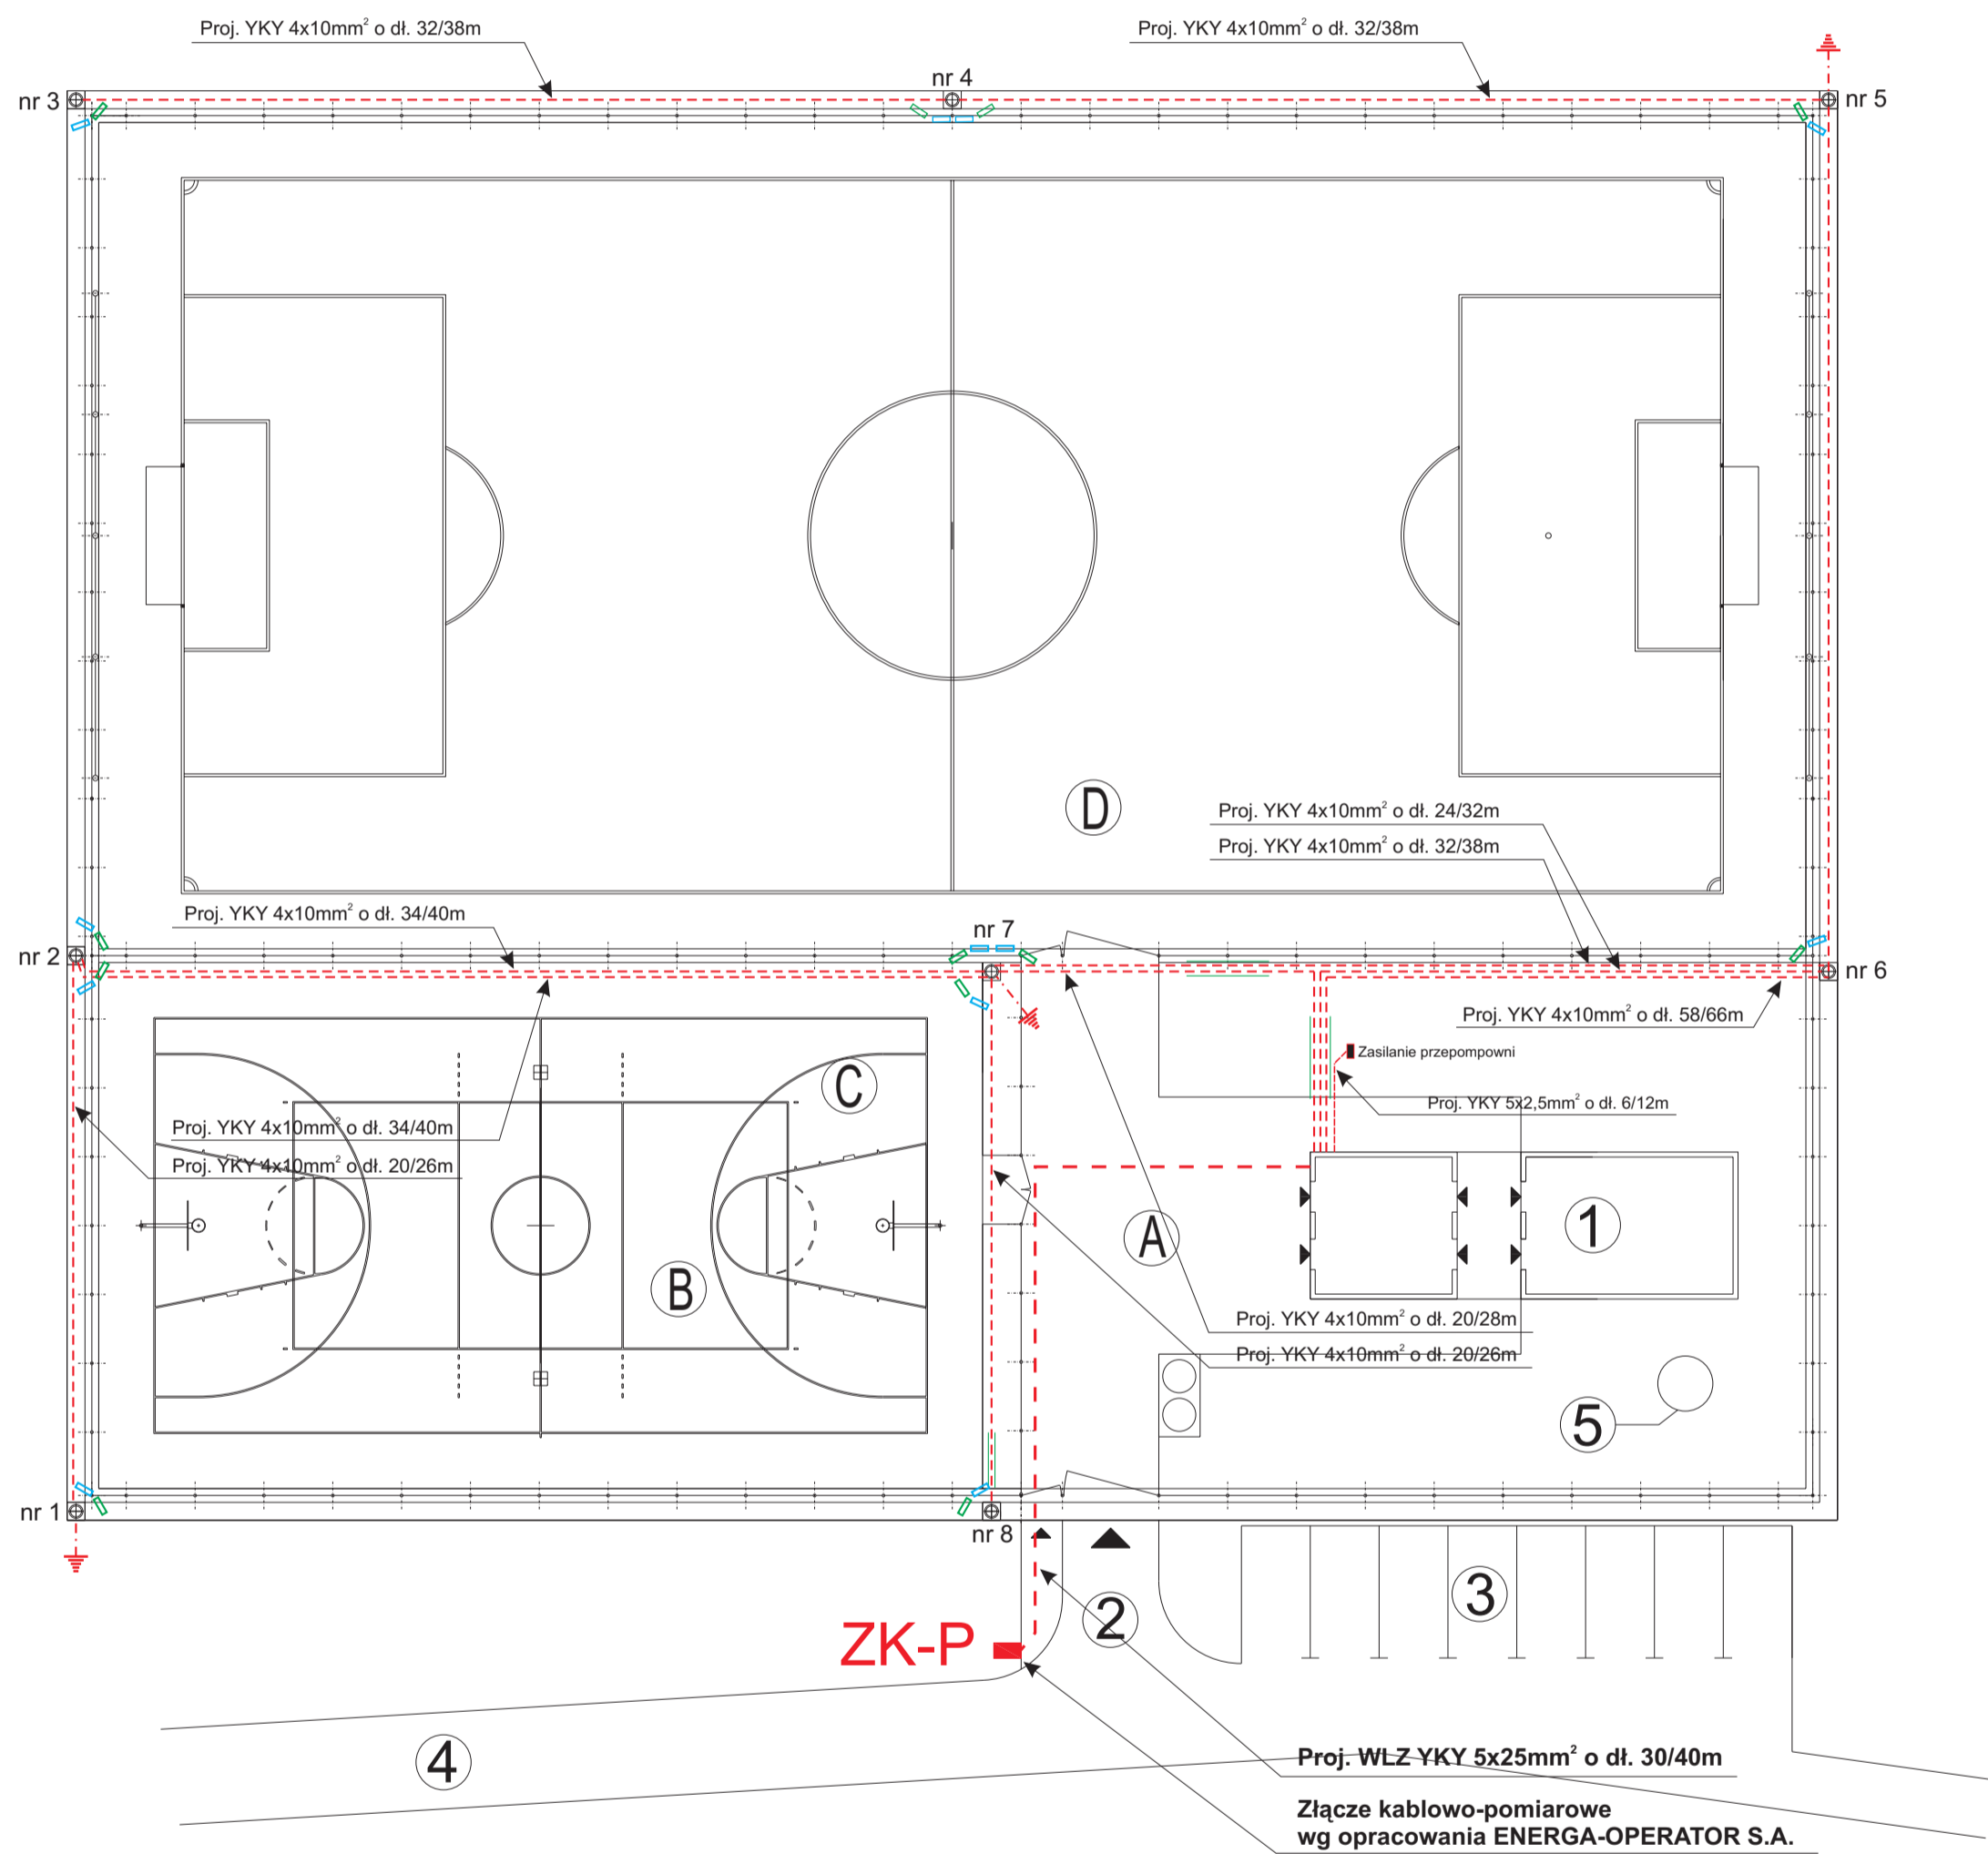 Proj. YKY 4x10mm² o dł. 32/38m
Proj. YKY 4x10mm² o dł. 32/38m
nr 3
nr 4
nr 5
D
Proj. YKY 4x10mm² o dł. 24/32m
Proj. YKY 4x10mm² o dł. 32/38m
Proj. YKY 4x10mm² o dł. 34/40m
nr 7
nr 2
nr 6
Proj. YKY 4x10mm² o dł. 58/66m
Zasilanie przepompowni
C
Proj. YKY 5x2,5mm² o dł. 6/12m
Proj. YKY 4x10mm² o dł. 34/40m
Proj. YKY 4x10mm² o dł. 20/26m
A
1
B
Proj. YKY 4x10mm² o dł. 20/28m
Proj. YKY 4x10mm² o dł. 20/26m
5
nr 1
nr 8
3
2
ZK-P
4
Proj. WLZ YKY 5x25mm² o dł. 30/40m
Złącze kablowo-pomiarowe
wg opracowania ENERGA-OPERATOR S.A.